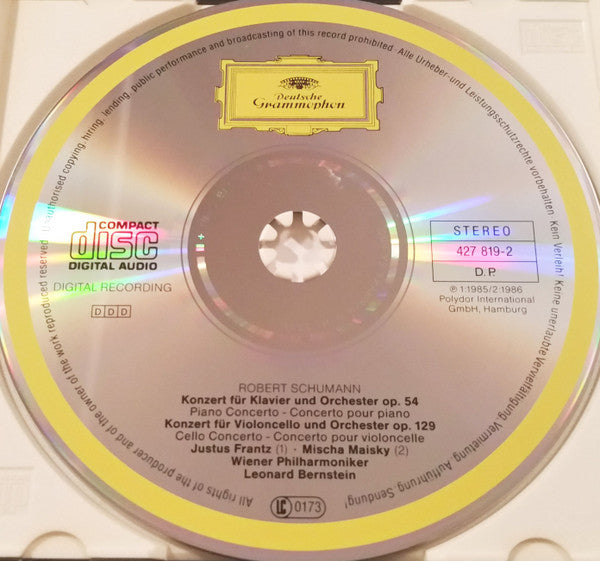 Deutsche
Grammophon
COMPACT
disc
DIGITAL AUDIO
DIGITAL RECORDING
DDD
STEREO
427 819-2
D.P.
℗ 1:1985/2:1986
Polydor International
GmbH, Hamburg
ROBERT SCHUMANN
Konzert für Klavier und Orchester op. 54
Piano Concerto - Concerto pour piano
Konzert für Violoncello und Orchester op. 129
Cello Concerto - Concerto pour violoncelle
Justus Frantz (1) · Mischa Maisky (2)
Wiener Philharmoniker
Leonard Bernstein
LC 0173
All rights of the producer and of the owner of the work reproduced reserved. Unauthorised copying, hiring, lending, public performance and broadcasting of this record prohibited. Alle Urheber- und Leistungsschutzrechte vorbehalten. Kein Verleih! Keine unerlaubte Vervielfältigung, Vermietung, Aufführung, Sendung!